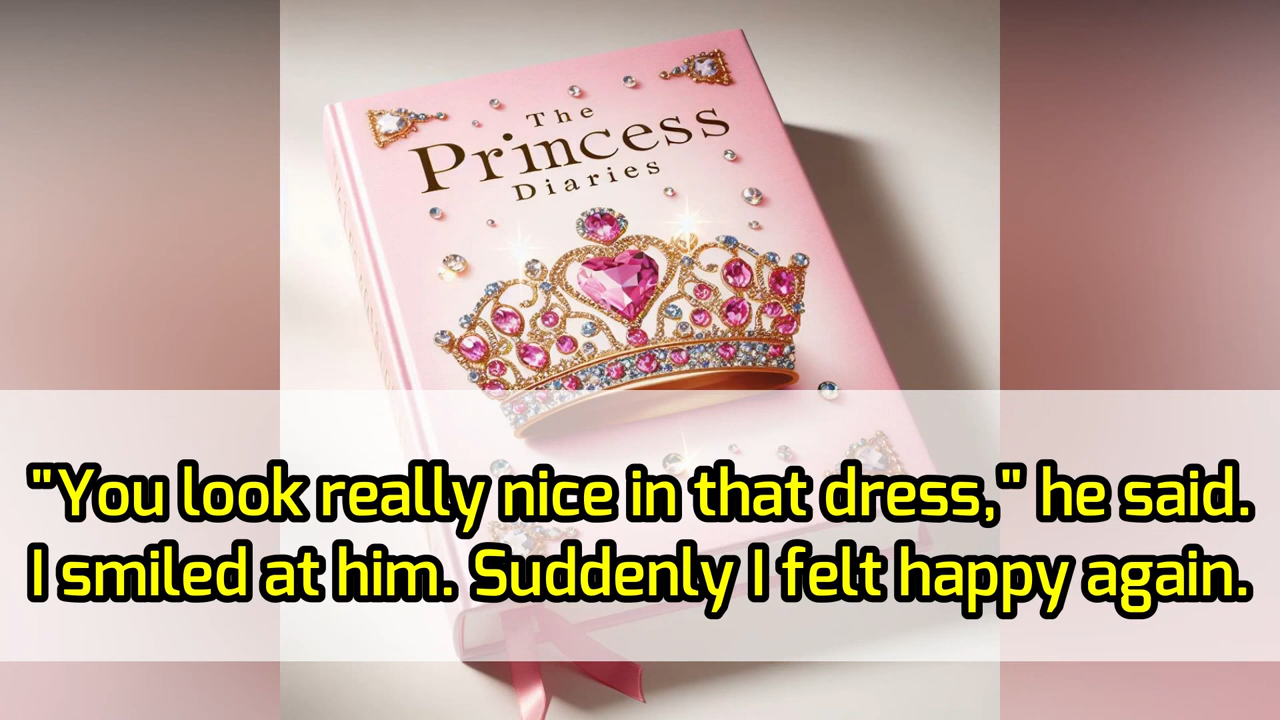 The
Princess
Diaries
"You look really nice in that dress," he said.
I smiled at him. Suddenly I felt happy again.